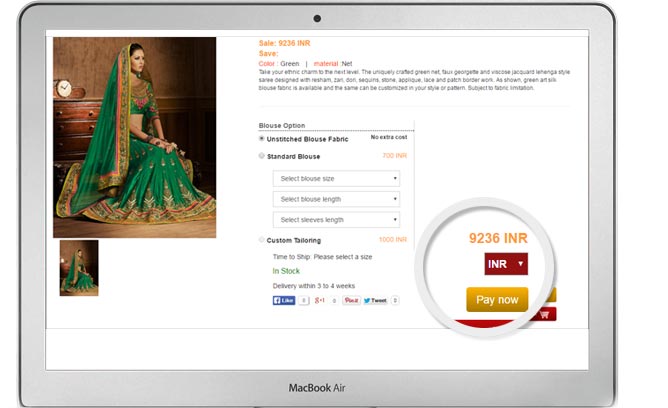 Sale: 9236 INR
Save:
Color : Green | material :Net
Take your ethnic charm to the next level. The uniquely crafted green net, faux georgette and viscose jacquard lehenga style
saree designed with resham, zari, dori, sequins, stone, applique, lace and patch border work. As shown, green art silk
blouse fabric is available and the same can be customized in your style or pattern. Subject to fabric limitation.
Blouse Option
Unstitched Blouse Fabric No extra cost
Standard Blouse 700 INR
Select blouse size
Select blouse length
Select sleeves length
Custom Tailoring 1000 INR
Time to Ship: Please select a size
In Stock
Delivery within 3 to 4 weeks
Like 0 g+1 0 Pin it Tweet 0
9236 INR
INR
Pay now
MacBook Air